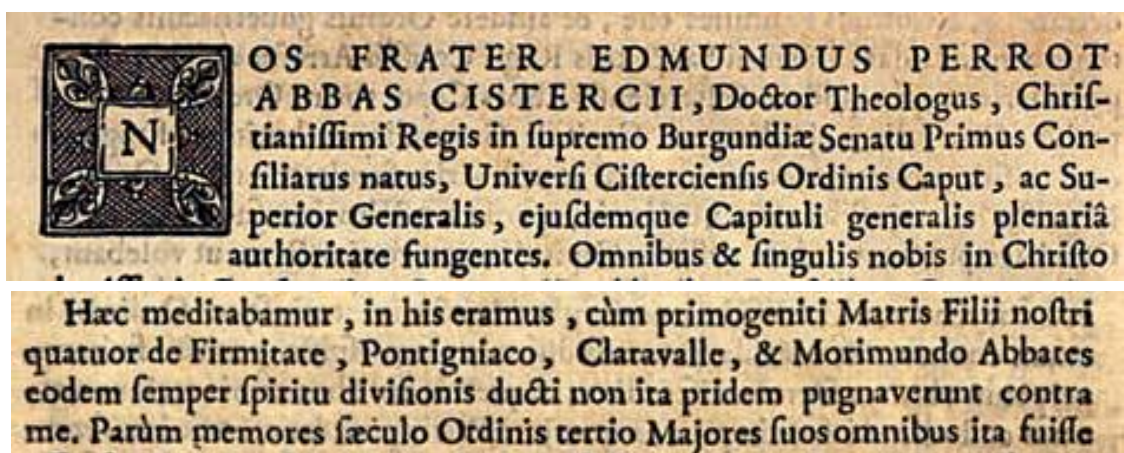 NOS FRATER EDMUNDUS PERROT
ABBAS CISTERCII, Doctor Theologus, Chriſ-
tianiſſimi Regis in ſupremo Burgundiæ Senatu Primus Con-
ſiliarus natus, Univerſi Ciſtercienſis Ordinis Caput, ac Su-
perior Generalis, ejuſdemque Capituli generalis plenariâ
authoritate fungentes. Omnibus & ſingulis nobis in Chriſto
Hæc meditabamur, in his eramus, cùm primogeniti Matris Filii noſtri
quatuor de Firmitate, Pontigniaco, Claravalle, & Morimundo Abbates
eodem ſemper ſpiritu diviſionis ducti non ita pridem pugnaverunt contra
me. Parùm memores ſæculo Ordinis tertio Majores ſuos omnibus ita fuiſſe